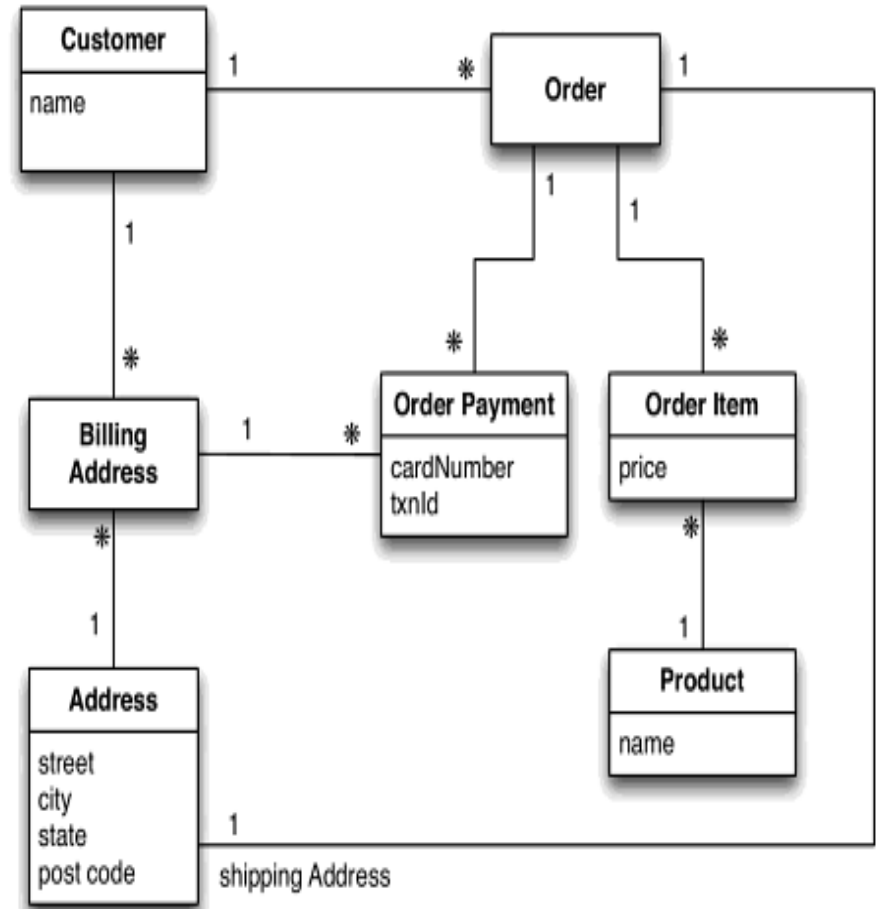 Customer
name
1
*
Order
1
1
1
1
*
*
*
Billing
Address
1
*
Order Payment
cardNumber
txnId
Order Item
price
*
1
*
1
Address
street
city
state
post code
Product
name
1
shipping Address